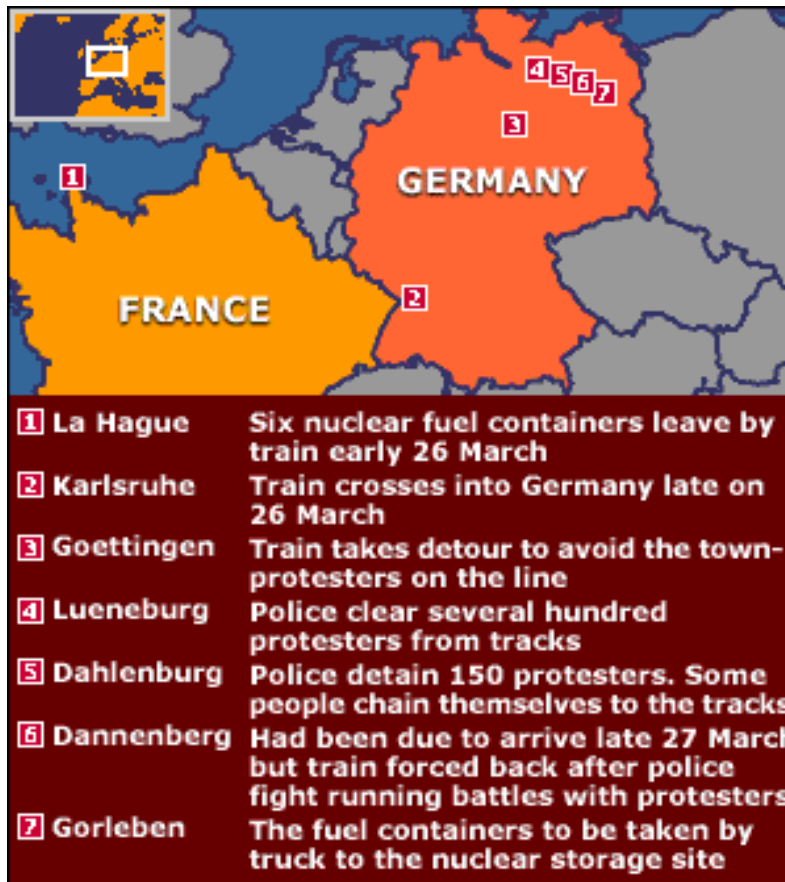 4 5 6 7
3
1
GERMANY
2
FRANCE
1 La Hague Six nuclear fuel containers leave by
train early 26 March
2 Karlsruhe Train crosses into Germany late on
26 March
3 Goettingen Train takes detour to avoid the town-
protesters on the line
4 Lueneburg Police clear several hundred
protesters from tracks
5 Dahlenburg Police detain 150 protesters. Some
people chain themselves to the tracks
6 Dannenberg Had been due to arrive late 27 March
but train forced back after police
fight running battles with protesters
7 Gorleben The fuel containers to be taken by
truck to the nuclear storage site